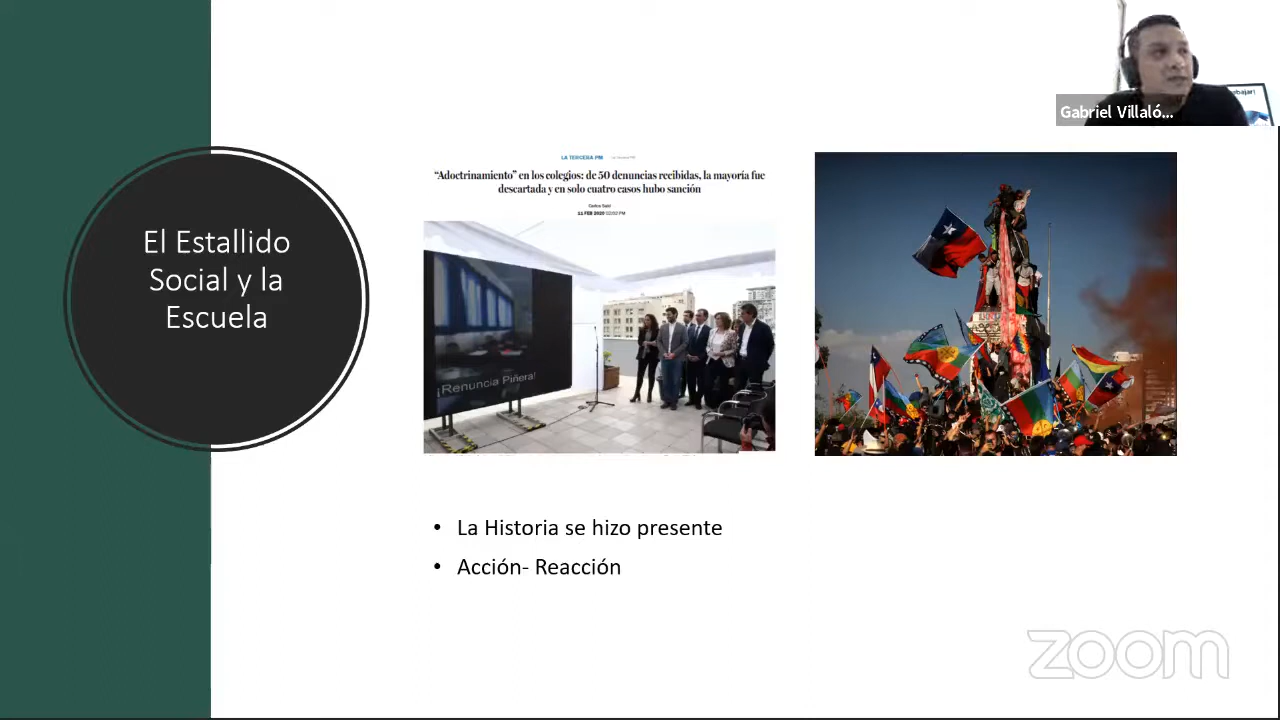 Gabriel Villaló...
El Estallido
Social y la
Escuela
LA TERCERA PM
“Adoctrinamiento” en los colegios: de 50 denuncias recibidas, la mayoría fue
descartada y en solo cuatro casos hubo sanción
11 FEB 2020 02:02 PM
¡Renuncia Piñera!
• La Historia se hizo presente
• Acción- Reacción
zoom